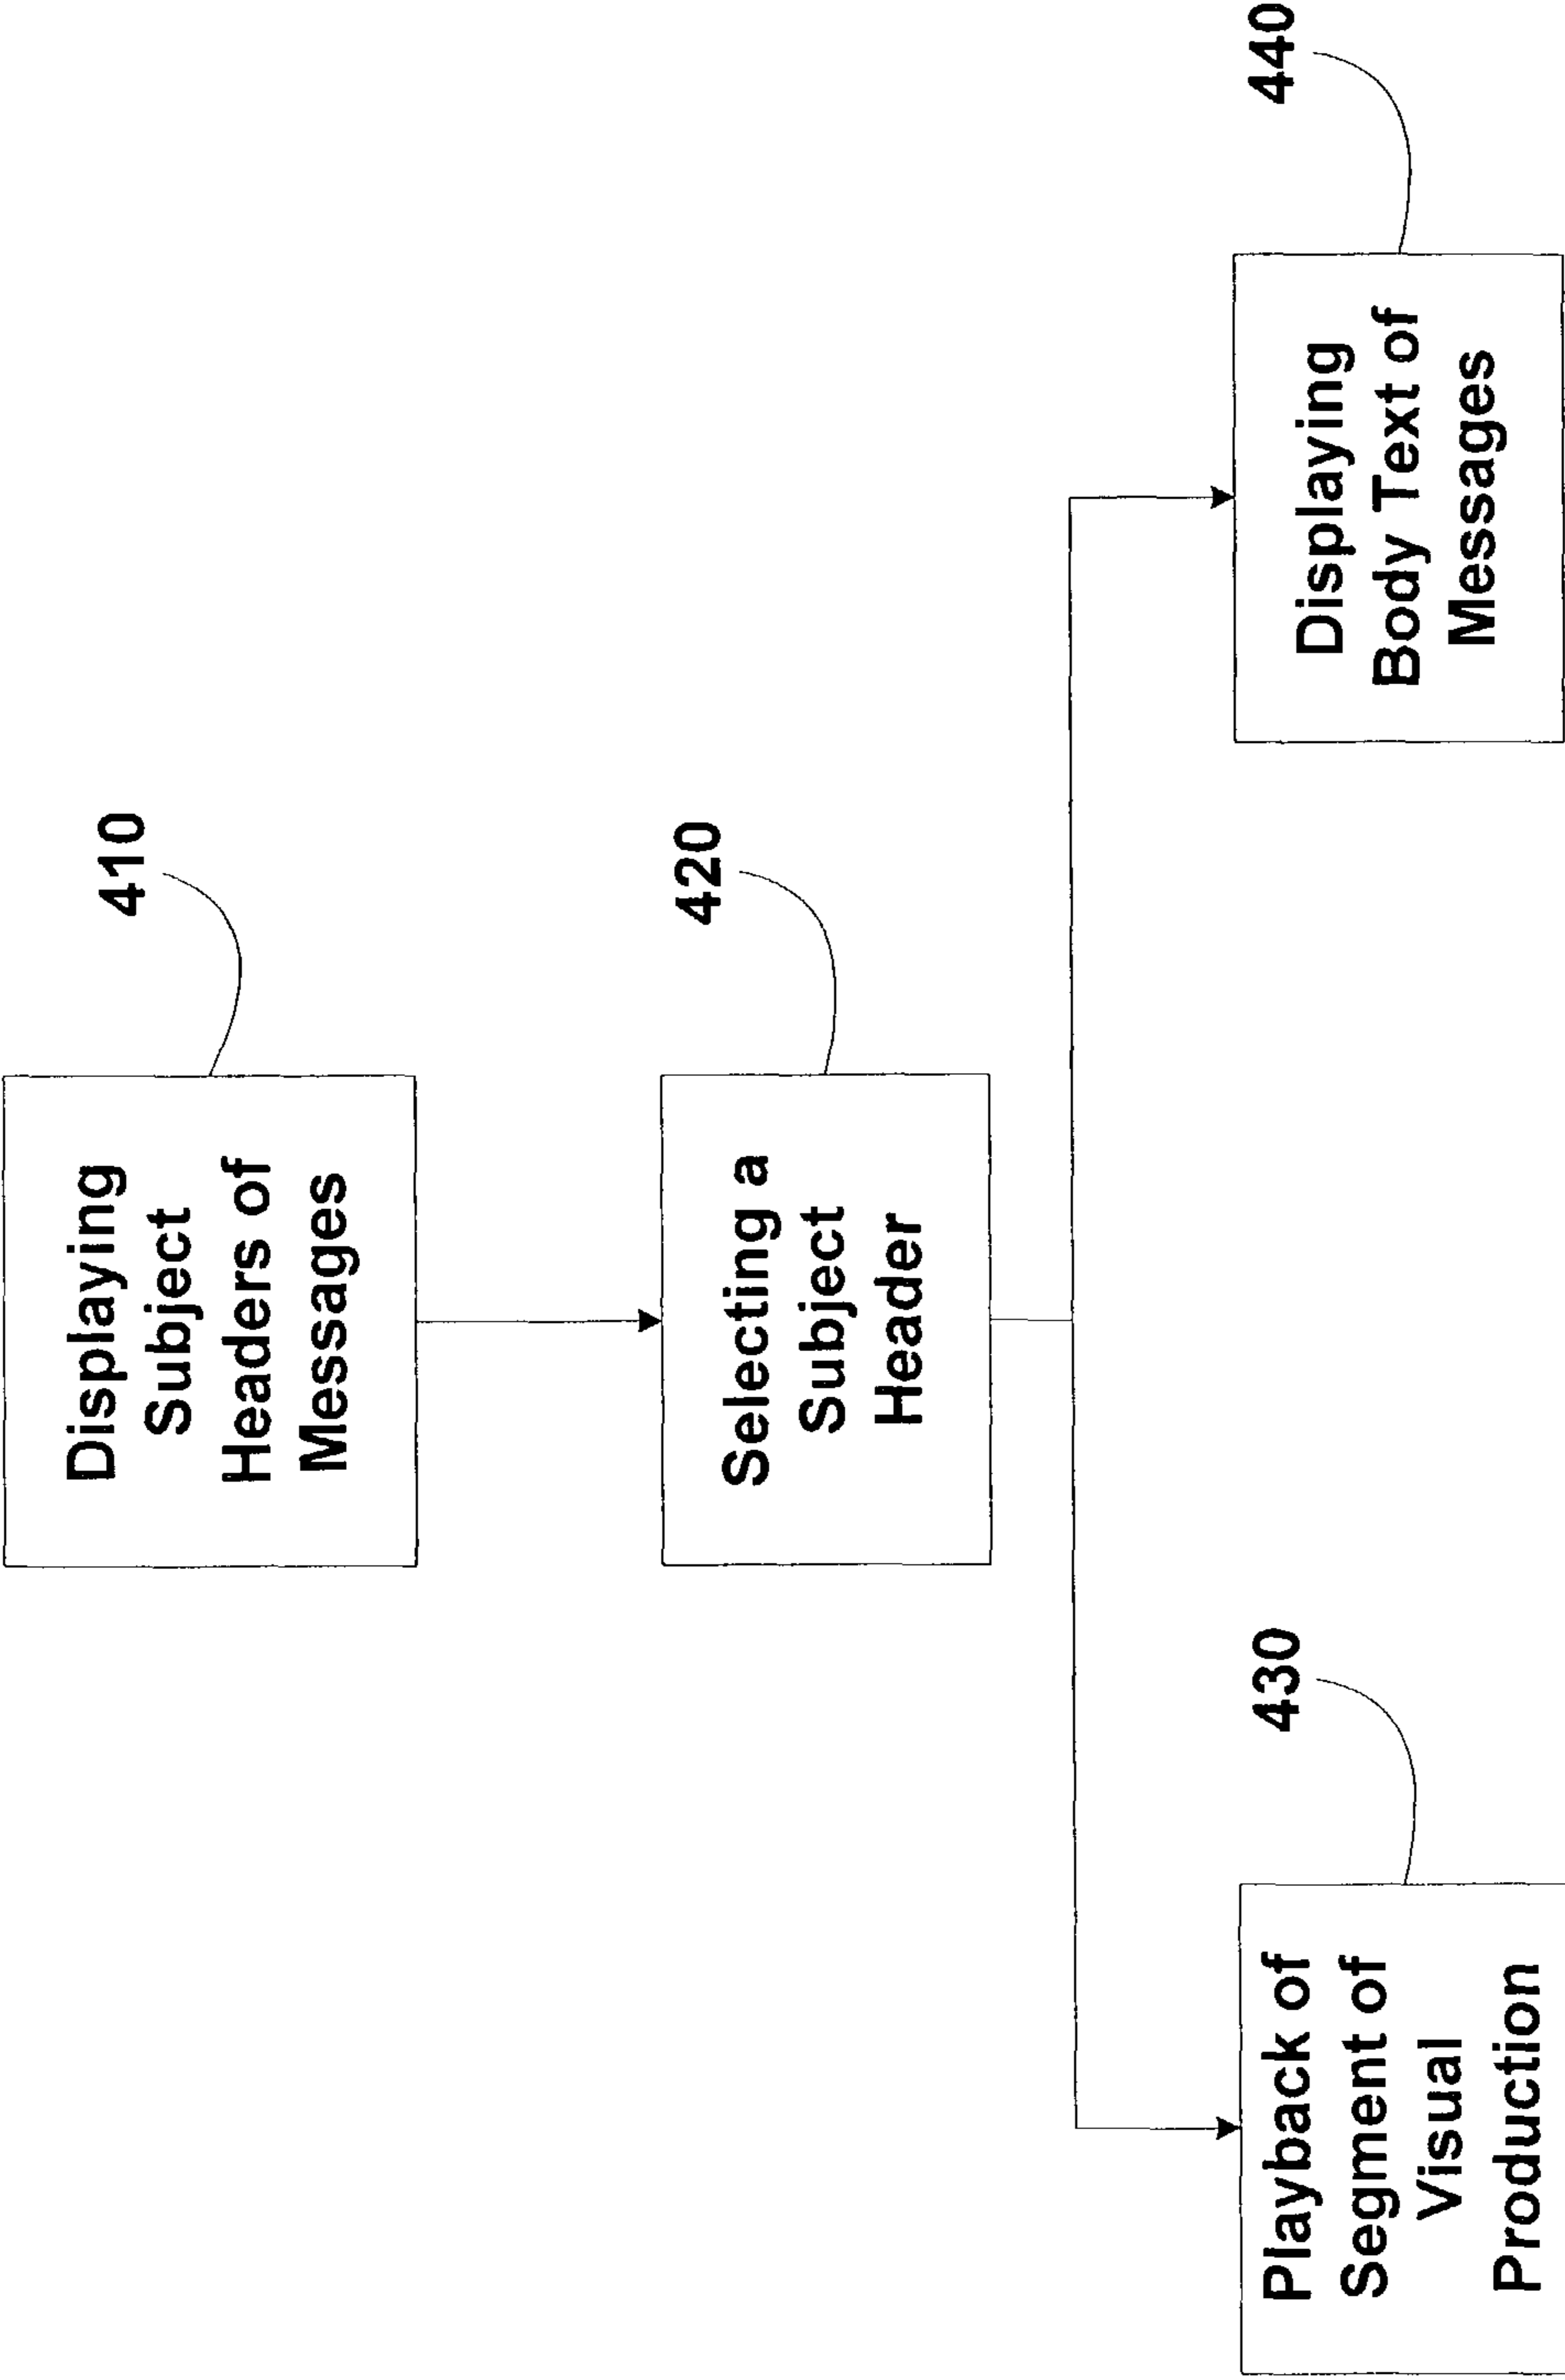 410
Displaying
Subject
Headers of
Messages
420
Selecting a
Subject
Header
430
Playback of
Segment of
Visual
Production
440
Displaying
Body Text of
Messages